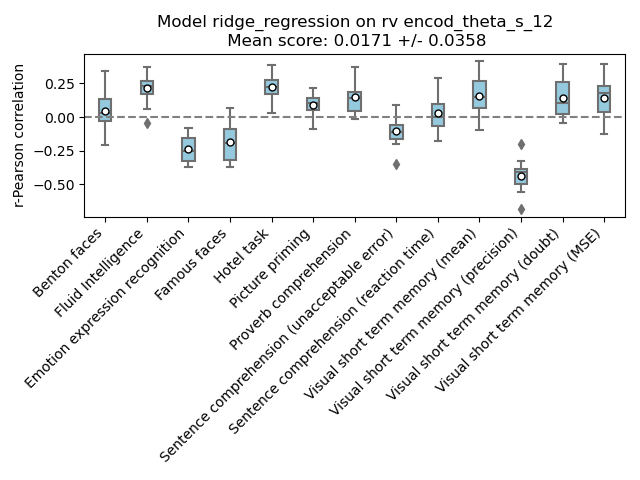 Model ridge_regression on rv encod_theta_s_12
Mean score: 0.0171 +/- 0.0358
r-Pearson correlation
0.25
0.00
−0.25
−0.50
Benton faces
Fluid Intelligence
Emotion expression recognition
Famous faces
Hotel task
Picture priming
Proverb comprehension
Sentence comprehension (unacceptable error)
Sentence comprehension (reaction time)
Visual short term memory (mean)
Visual short term memory (precision)
Visual short term memory (doubt)
Visual short term memory (MSE)